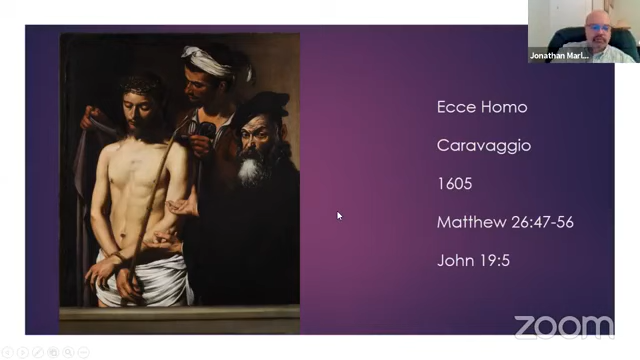 Ecce Homo
Caravaggio
1605
Matthew 26:47-56
John 19:5
Jonathan Marl...
zoom